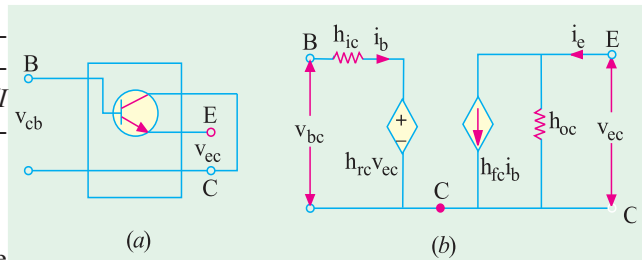 B
I
v_cb
E
v_ec
C
(a)
B
h_ic
i_b
i_e
E
v_bc
+
−
h_rc v_ec
h_fc i_b
h_oc
v_ec
C
C
(b)
e